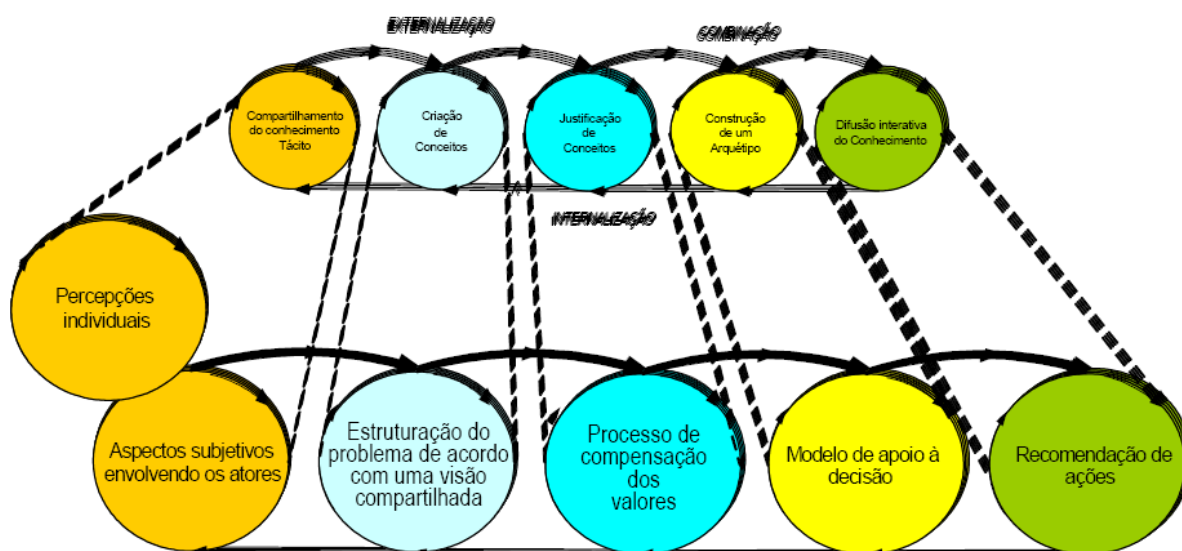 EXTERNALIZAÇÃO
COMBINAÇÃO
Compartilhamento
do conhecimento
Tácito
Criação
de
Conceitos
Justificação
de
Conceitos
Construção
de um
Arquétipo
Difusão interativa
do Conhecimento
INTERNALIZAÇÃO
Percepções
individuais
Aspectos subjetivos
envolvendo os atores
Estruturação do
problema de acordo
com uma visão
compartilhada
Processo de
compensação
dos
valores
Modelo de apoio à
decisão
Recomendação de
ações